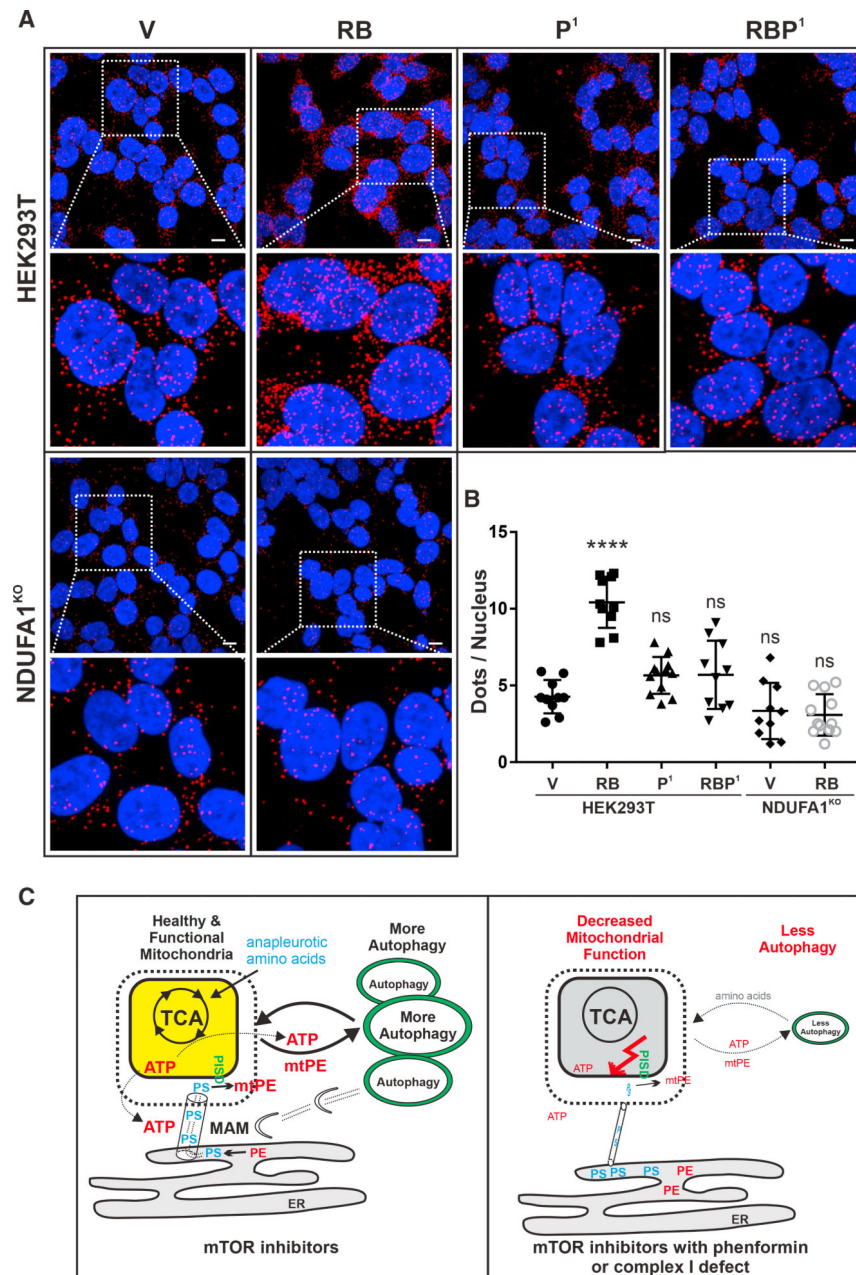 A
V RB P¹ RBP¹
HEK293T
NDUFA1ᴷᴼ
B
Dots / Nucleus
15
10
5
0
****
ns
ns
ns
ns
V RB P¹ RBP¹ V RB
HEK293T NDUFA1ᴷᴼ
C
Healthy &
Functional
Mitochondria
anapleurotic
amino acids
More
Autophagy
TCA
Autophagy
More
Autophagy
Autophagy
ATP
PISD
ATP
mtPE
PS
mtPE
ATP
PS
PS
MAM
PS
PE
ER
mTOR inhibitors
Decreased
Mitochondrial
Function
Less
Autophagy
TCA
amino acids
Less
Autophagy
ATP
PISD
ATP
mtPE
mtPE
ATP
PS PS PS PE
PE
ER
mTOR inhibitors with phenformin
or complex I defect